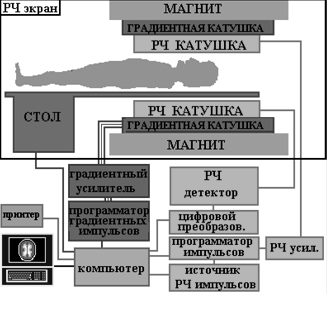 РЧ экран
МАГНИТ
ГРАДИЕНТНАЯ КАТУШКА
РЧ КАТУШКА
СТОЛ
РЧ КАТУШКА
ГРАДИЕНТНАЯ КАТУШКА
МАГНИТ
градиентный
усилитель
РЧ
детектор
программатор
градиентных
импульсов
принтер
цифровой
преобразов.
программатор
импульсов
РЧ усил.
компьютер
источник
РЧ импульсов